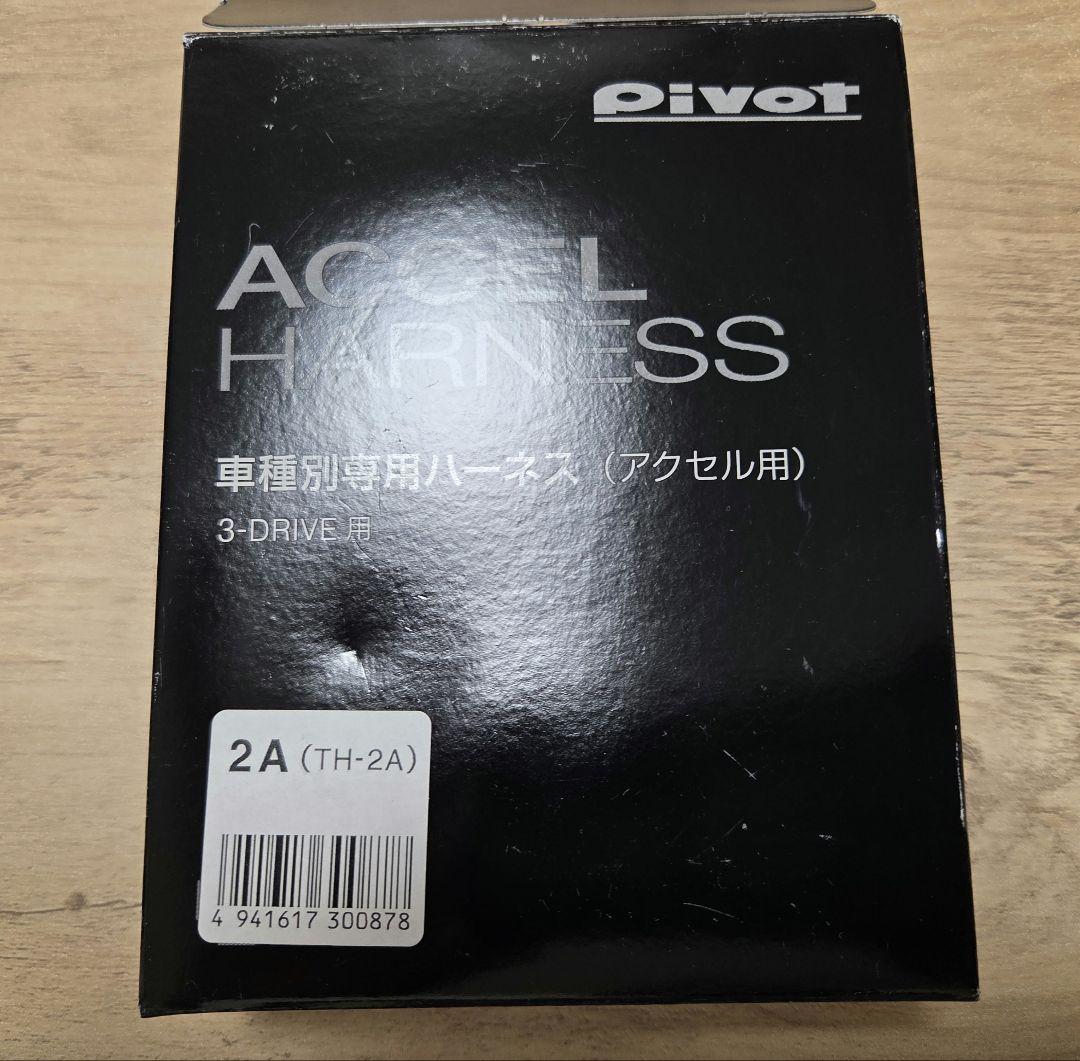 Pivot
ACCEL
HARNESS
車種別専用ハーネス（アクセル用）
3-DRIVE 用
2A (TH-2A)
4 941617 300878